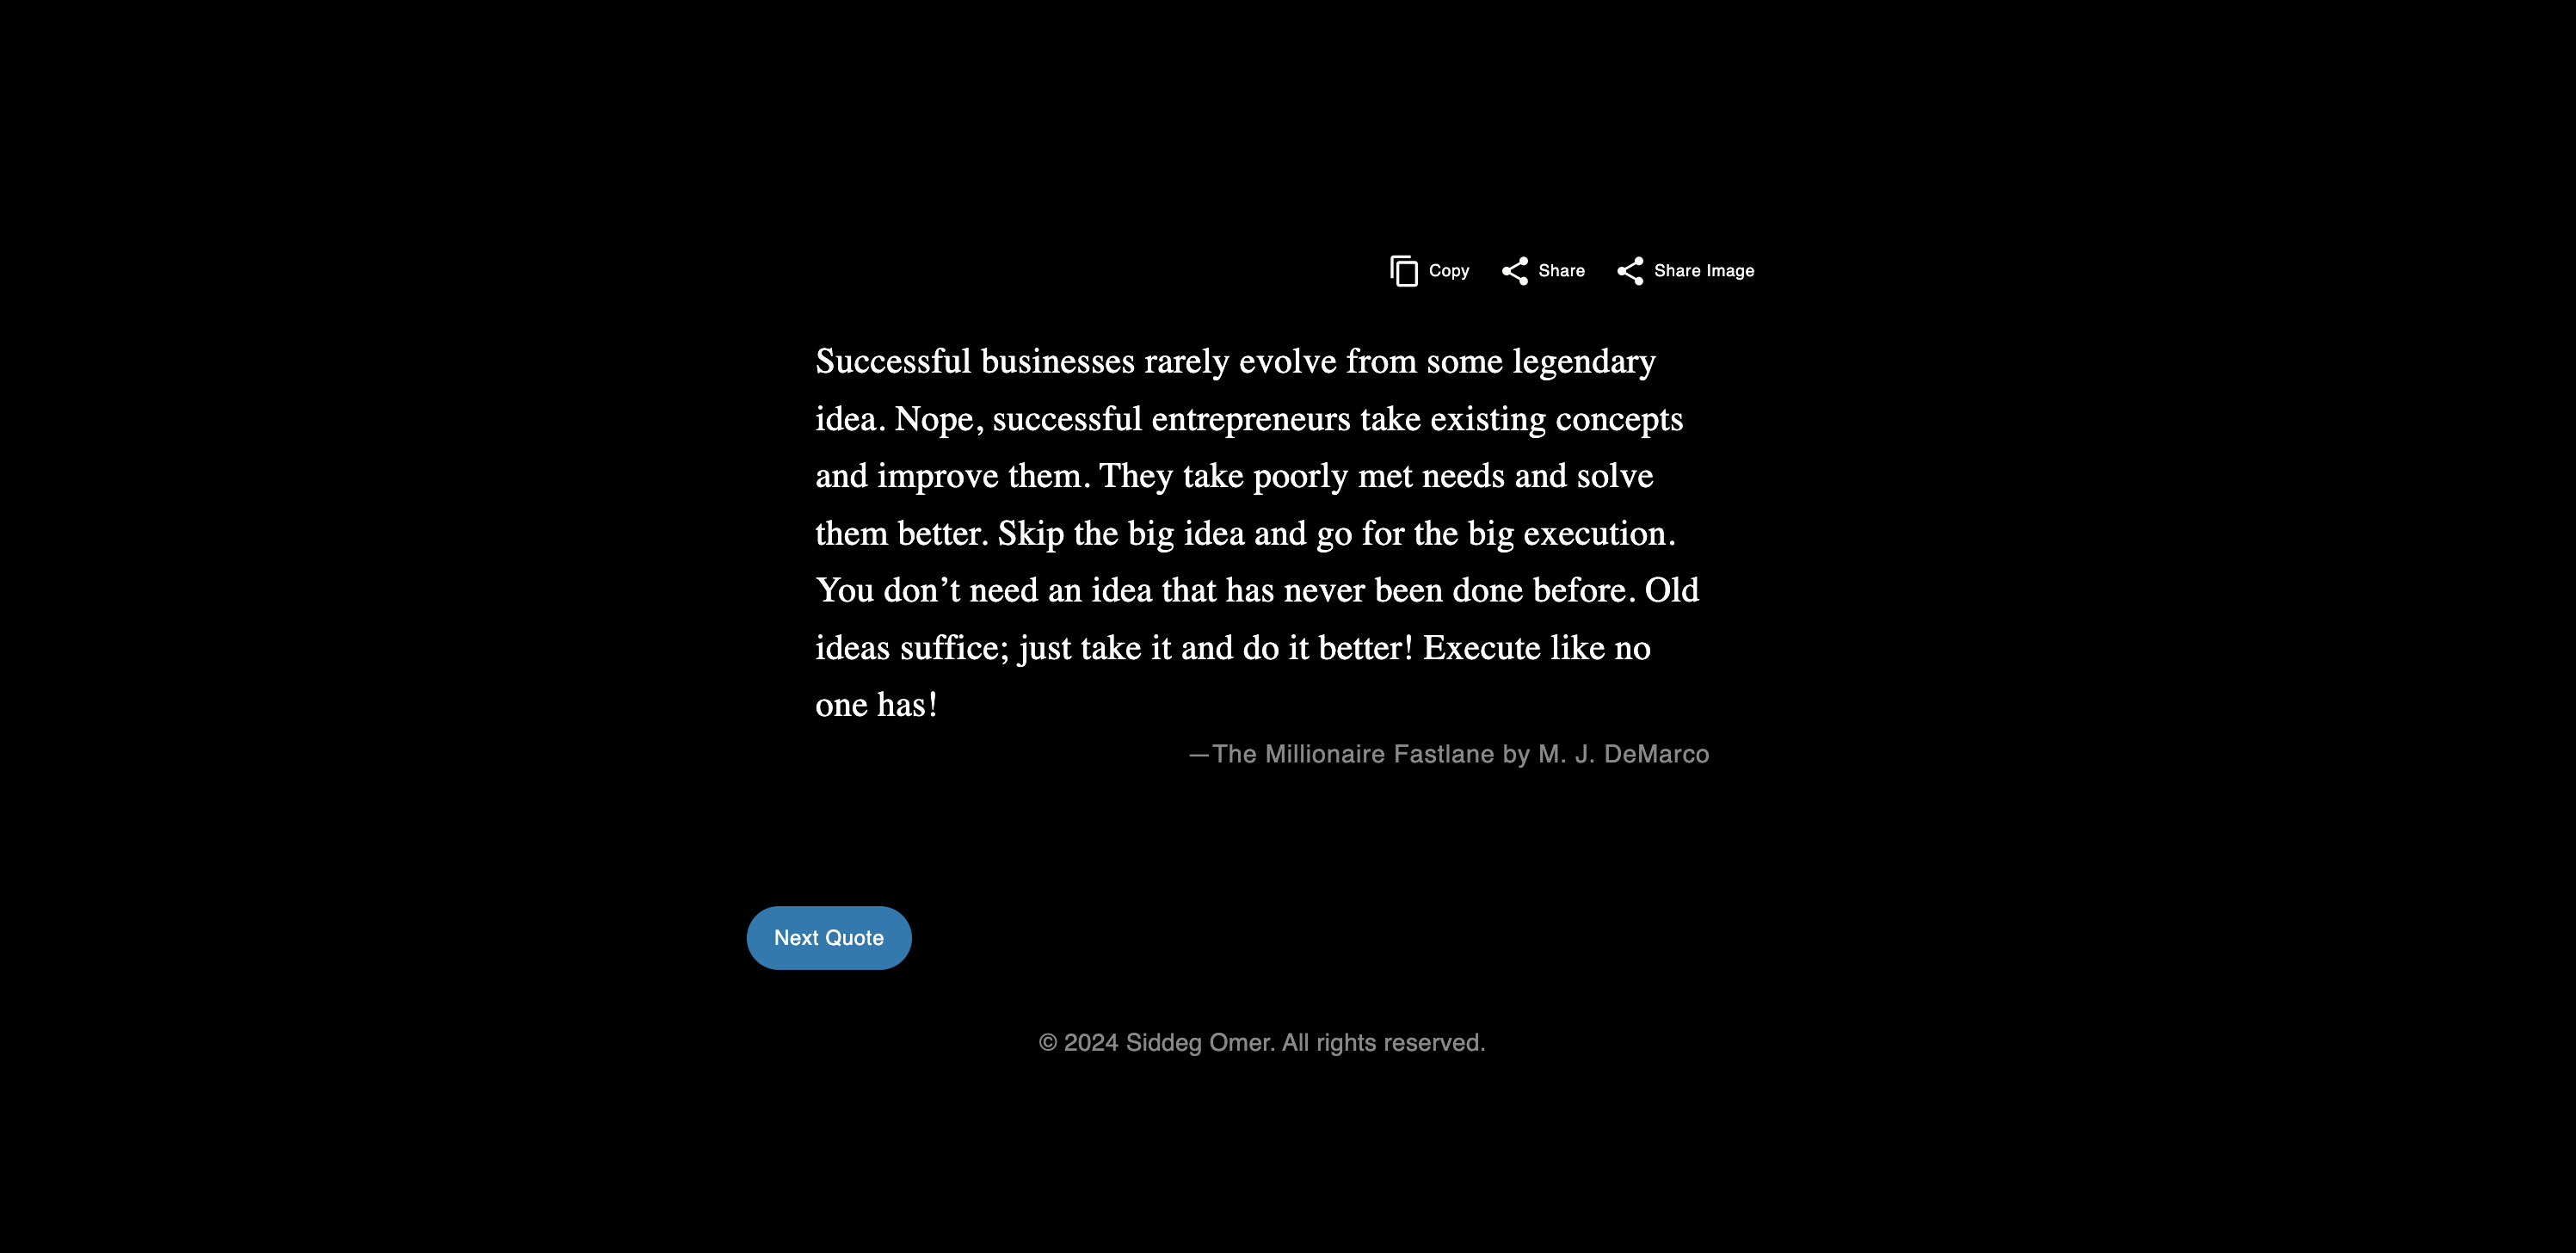 Copy Share Share Image
Successful businesses rarely evolve from some legendary
idea. Nope, successful entrepreneurs take existing concepts
and improve them. They take poorly met needs and solve
them better. Skip the big idea and go for the big execution.
You don’t need an idea that has never been done before. Old
ideas suffice; just take it and do it better! Execute like no
one has!
—The Millionaire Fastlane by M. J. DeMarco
Next Quote
© 2024 Siddeg Omer. All rights reserved.